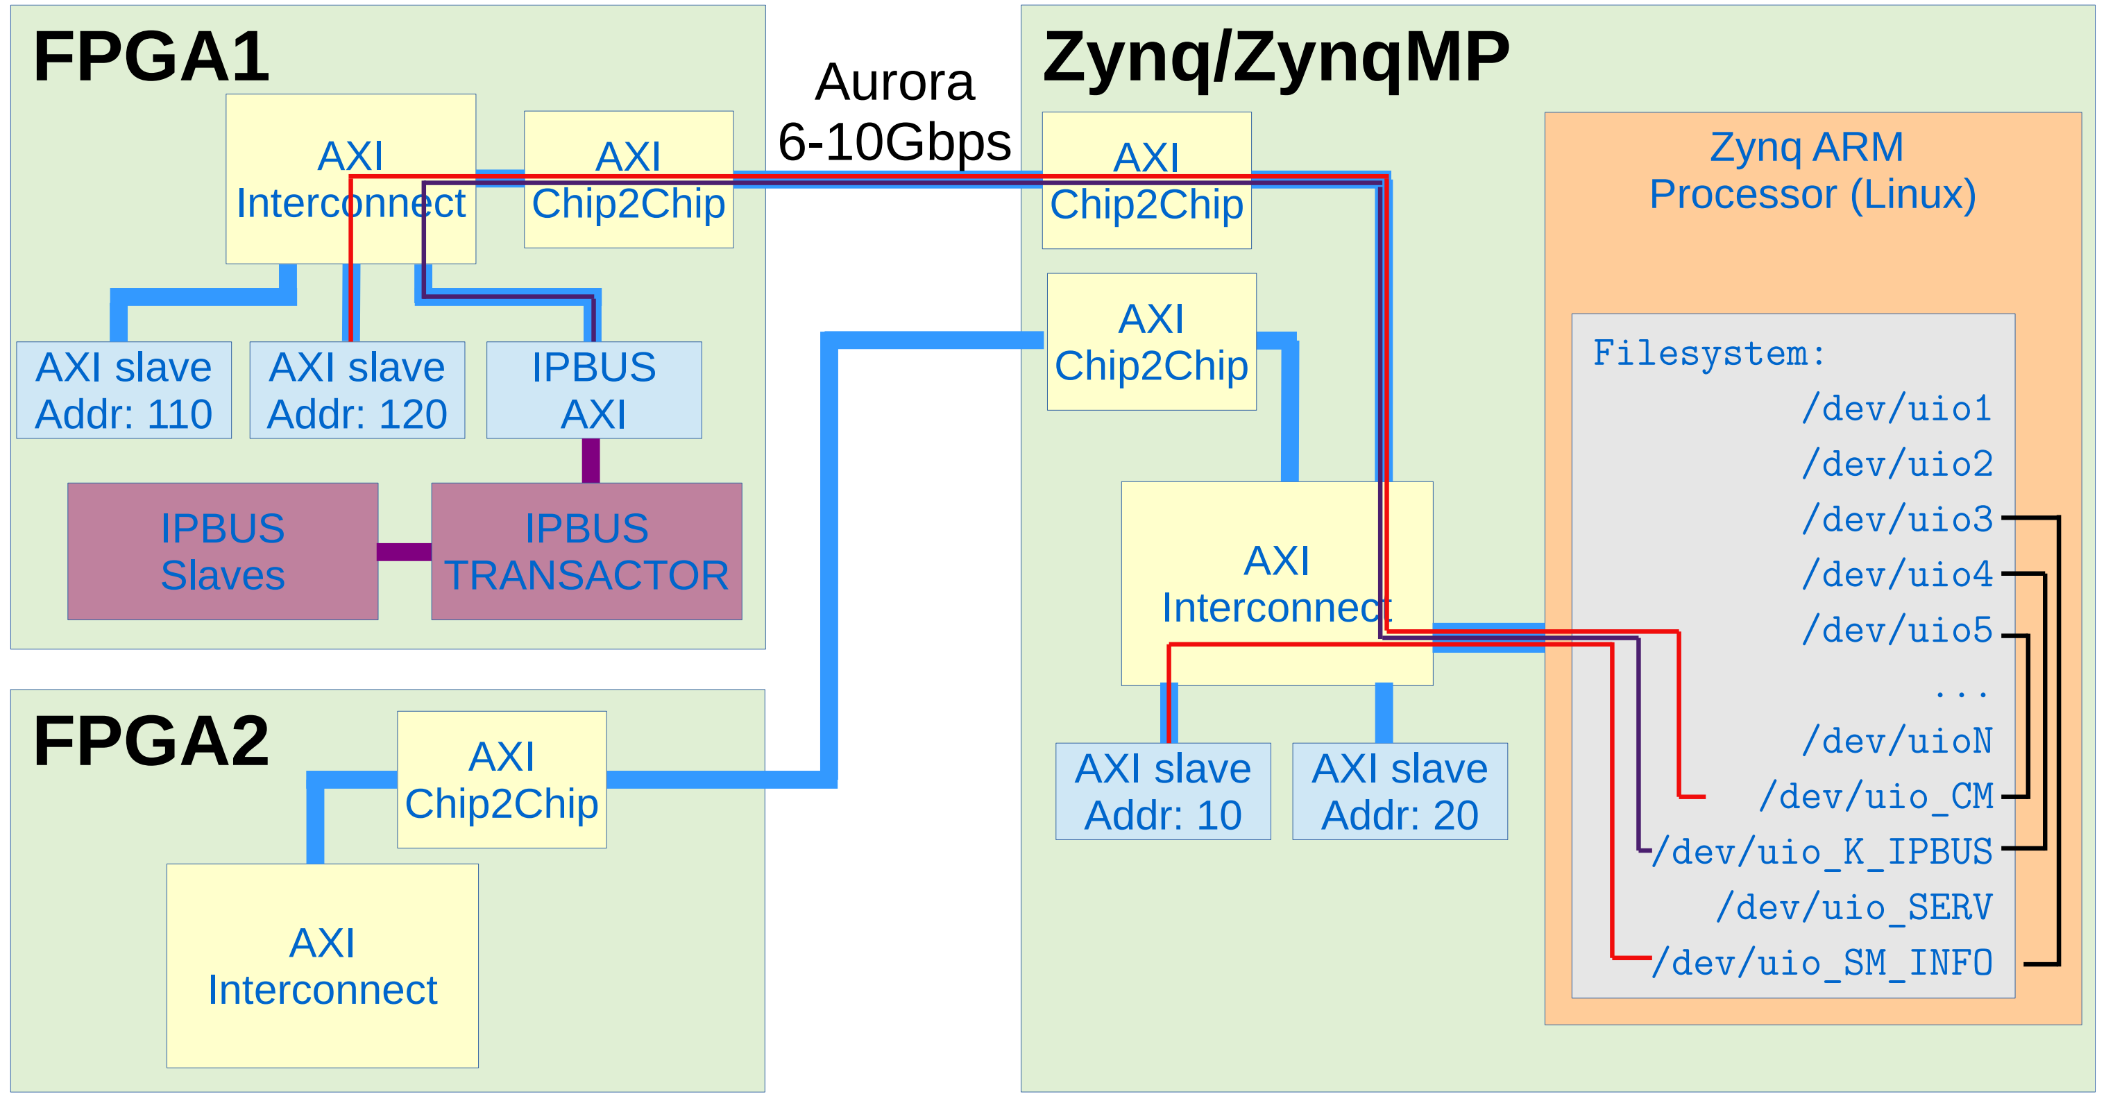 FPGA1
AXI
Interconnect
AXI
Chip2Chip
AXI slave
Addr: 110
AXI slave
Addr: 120
IPBUS
AXI
IPBUS
Slaves
IPBUS
TRANSACTOR
FPGA2
AXI
Chip2Chip
AXI
Interconnect
Aurora
6-10Gbps
Zynq/ZynqMP
AXI
Chip2Chip
AXI
Chip2Chip
AXI
Interconnect
AXI slave
Addr: 10
AXI slave
Addr: 20
Zynq ARM
Processor (Linux)
Filesystem:
/dev/uio1
/dev/uio2
/dev/uio3
/dev/uio4
/dev/uio5
...
/dev/uioN
/dev/uio_CM
/dev/uio_K_IPBUS
/dev/uio_SERV
/dev/uio_SM_INFO